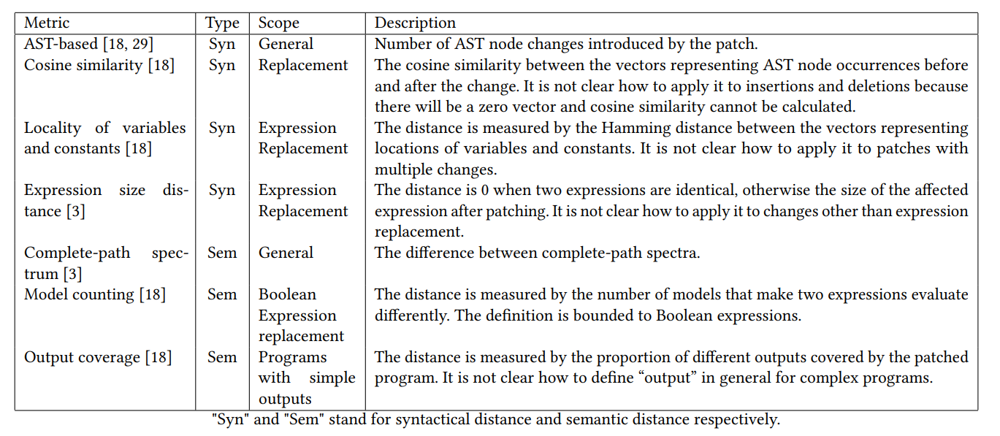 Metric Type Scope Description
AST-based [18, 29] Syn General Number of AST node changes introduced by the patch.
Cosine similarity [18] Syn Replacement The cosine similarity between the vectors representing AST node occurrences before
and after the change. It is not clear how to apply it to insertions and deletions because
there will be a zero vector and cosine similarity cannot be calculated.
Locality of variables Syn Expression The distance is measured by the Hamming distance between the vectors representing
and constants [18] Replacement locations of variables and constants. It is not clear how to apply it to patches with
multiple changes.
Expression size dis- Syn Expression The distance is 0 when two expressions are identical, otherwise the size of the affected
tance [3] Replacement expression after patching. It is not clear how to apply it to changes other than expression
replacement.
Complete-path spec- Sem General The difference between complete-path spectra.
trum [3]
Model counting [18] Sem Boolean The distance is measured by the number of models that make two expressions evaluate
Expression differently. The definition is bounded to Boolean expressions.
replacement
Output coverage [18] Sem Programs The distance is measured by the proportion of different outputs covered by the patched
with simple program. It is not clear how to define “output” in general for complex programs.
outputs
"Syn" and "Sem" stand for syntactical distance and semantic distance respectively.